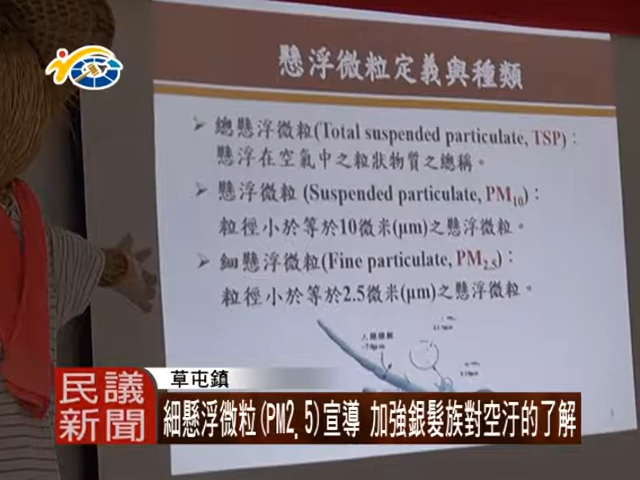 懸浮微粒定義與種類
➢ 總懸浮微粒(Total suspended particulate, TSP)：
懸浮在空氣中之粒狀物質之總稱。
➢ 懸浮微粒 (Suspended particulate, PM10)：
粒徑小於等於10微米(μm)之懸浮微粒。
➢ 細懸浮微粒(Fine particulate, PM2.5)：
粒徑小於等於2.5微米(μm)之懸浮微粒。
民議
新聞
草屯鎮
細懸浮微粒(PM2.5)宣導 加強銀髮族對空汙的了解